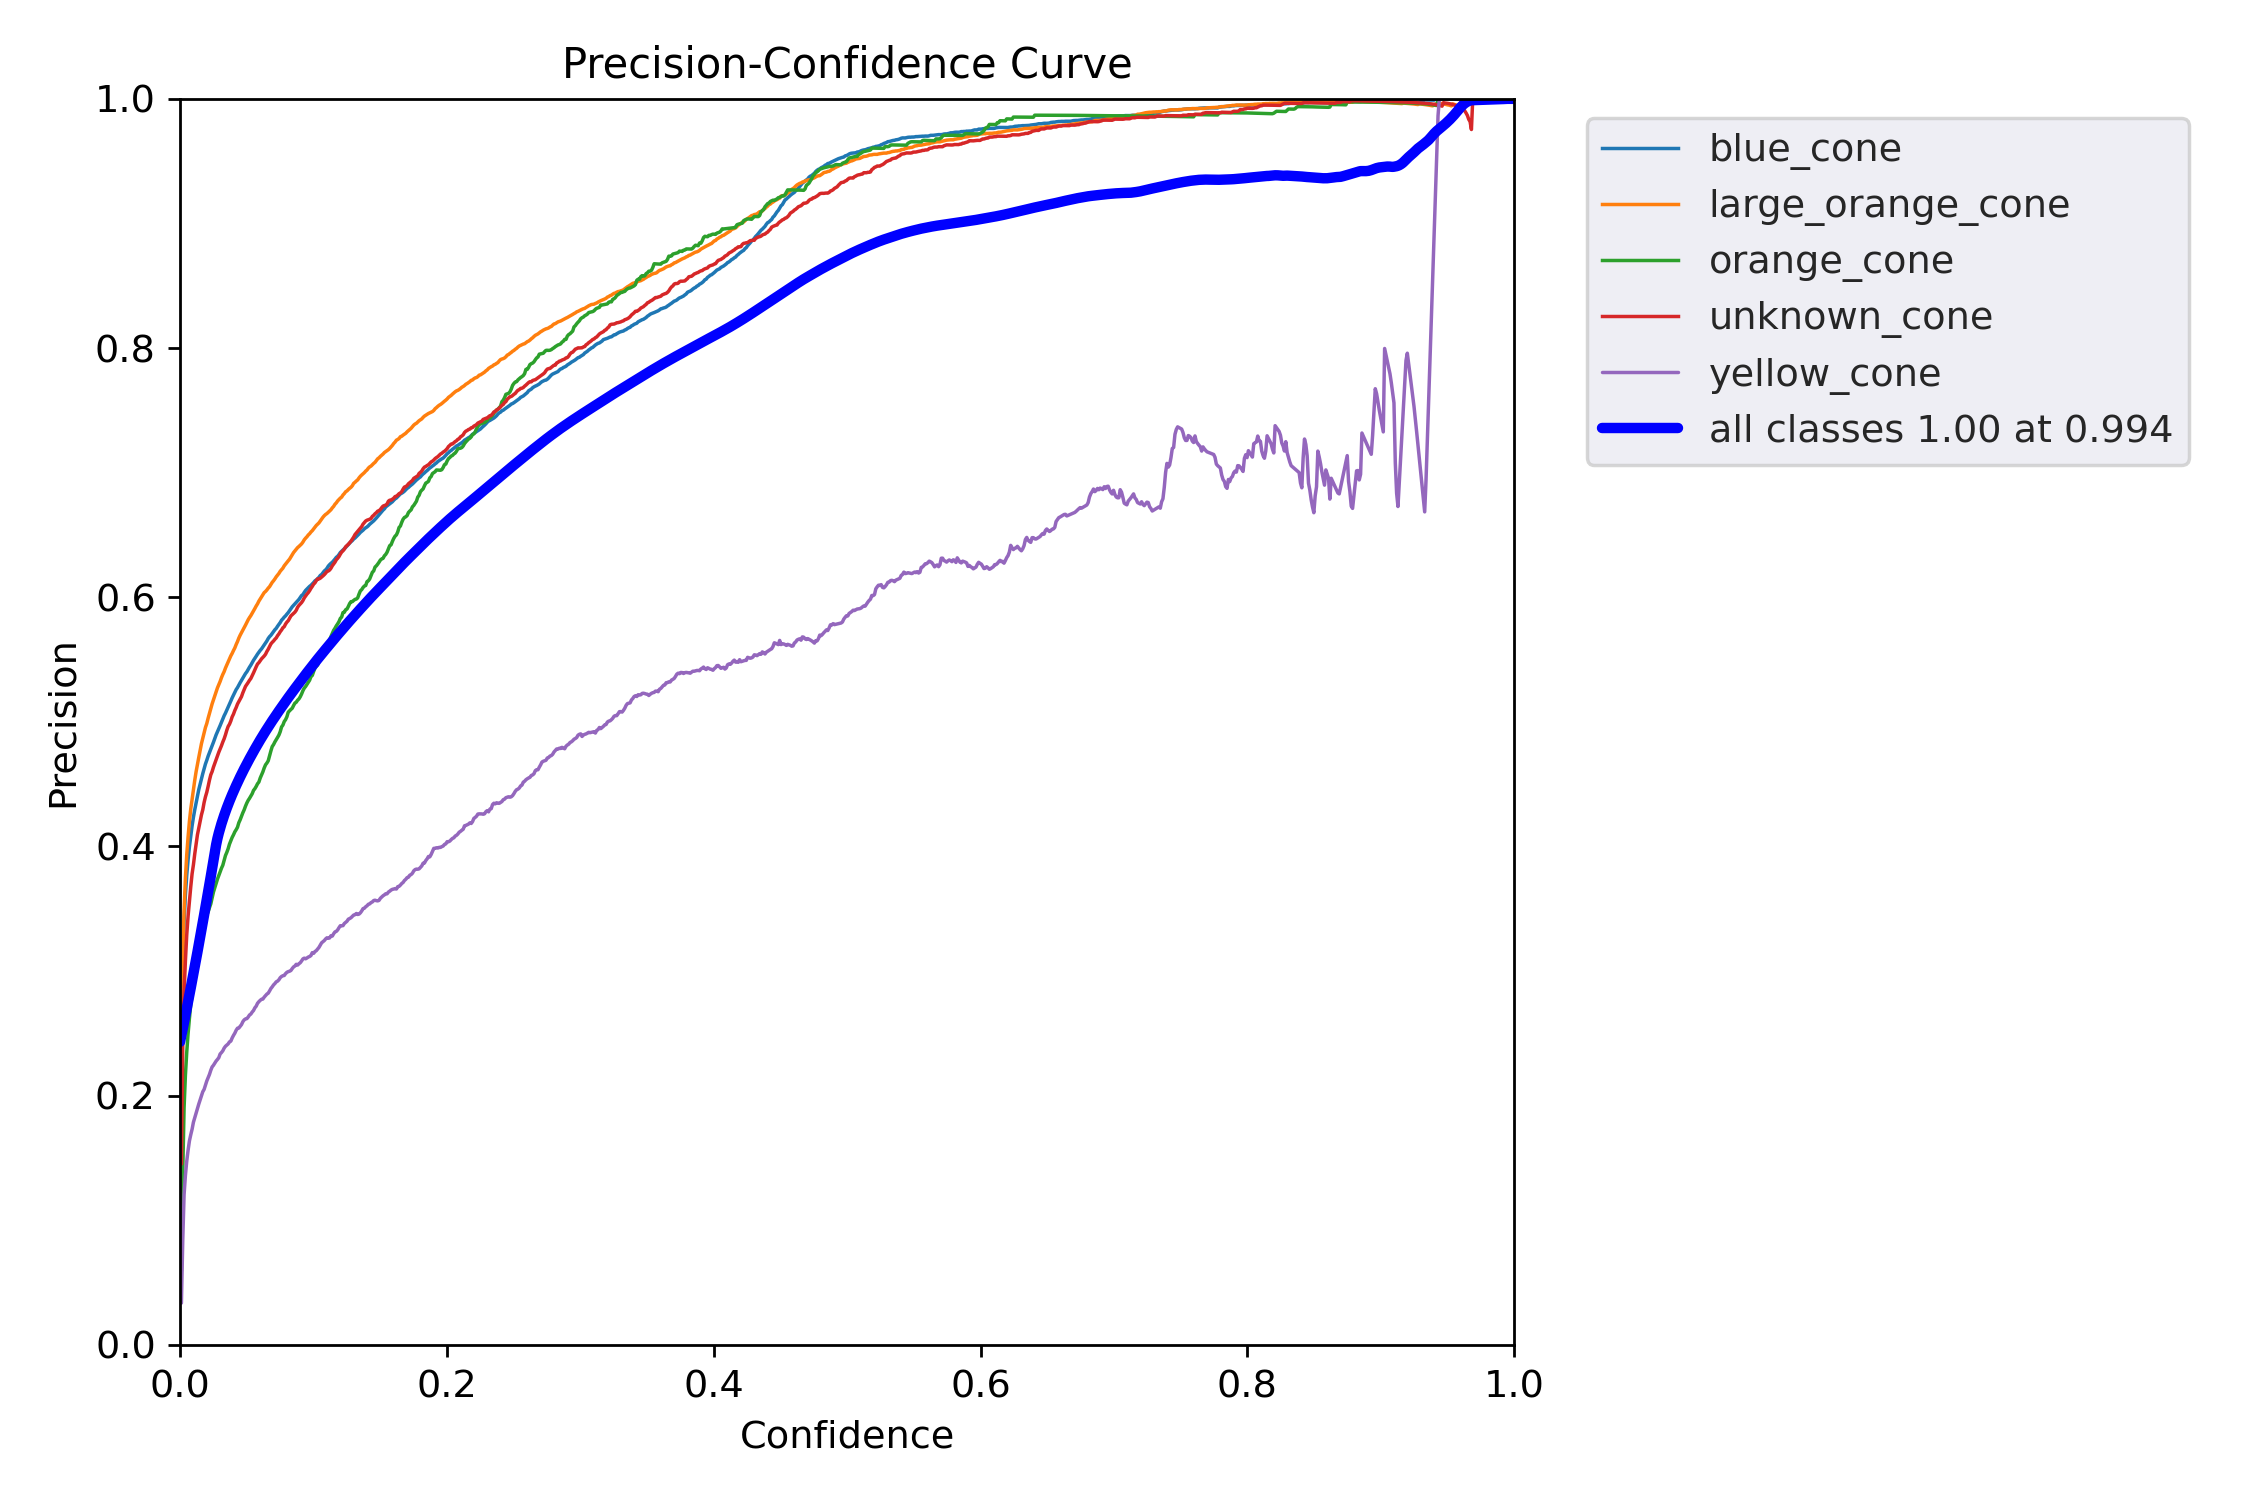 Precision-Confidence Curve
1.0
0.8
0.6
0.4
0.2
0.0
Precision
0.0 0.2 0.4 0.6 0.8 1.0
Confidence
blue_cone
large_orange_cone
orange_cone
unknown_cone
yellow_cone
all classes 1.00 at 0.994